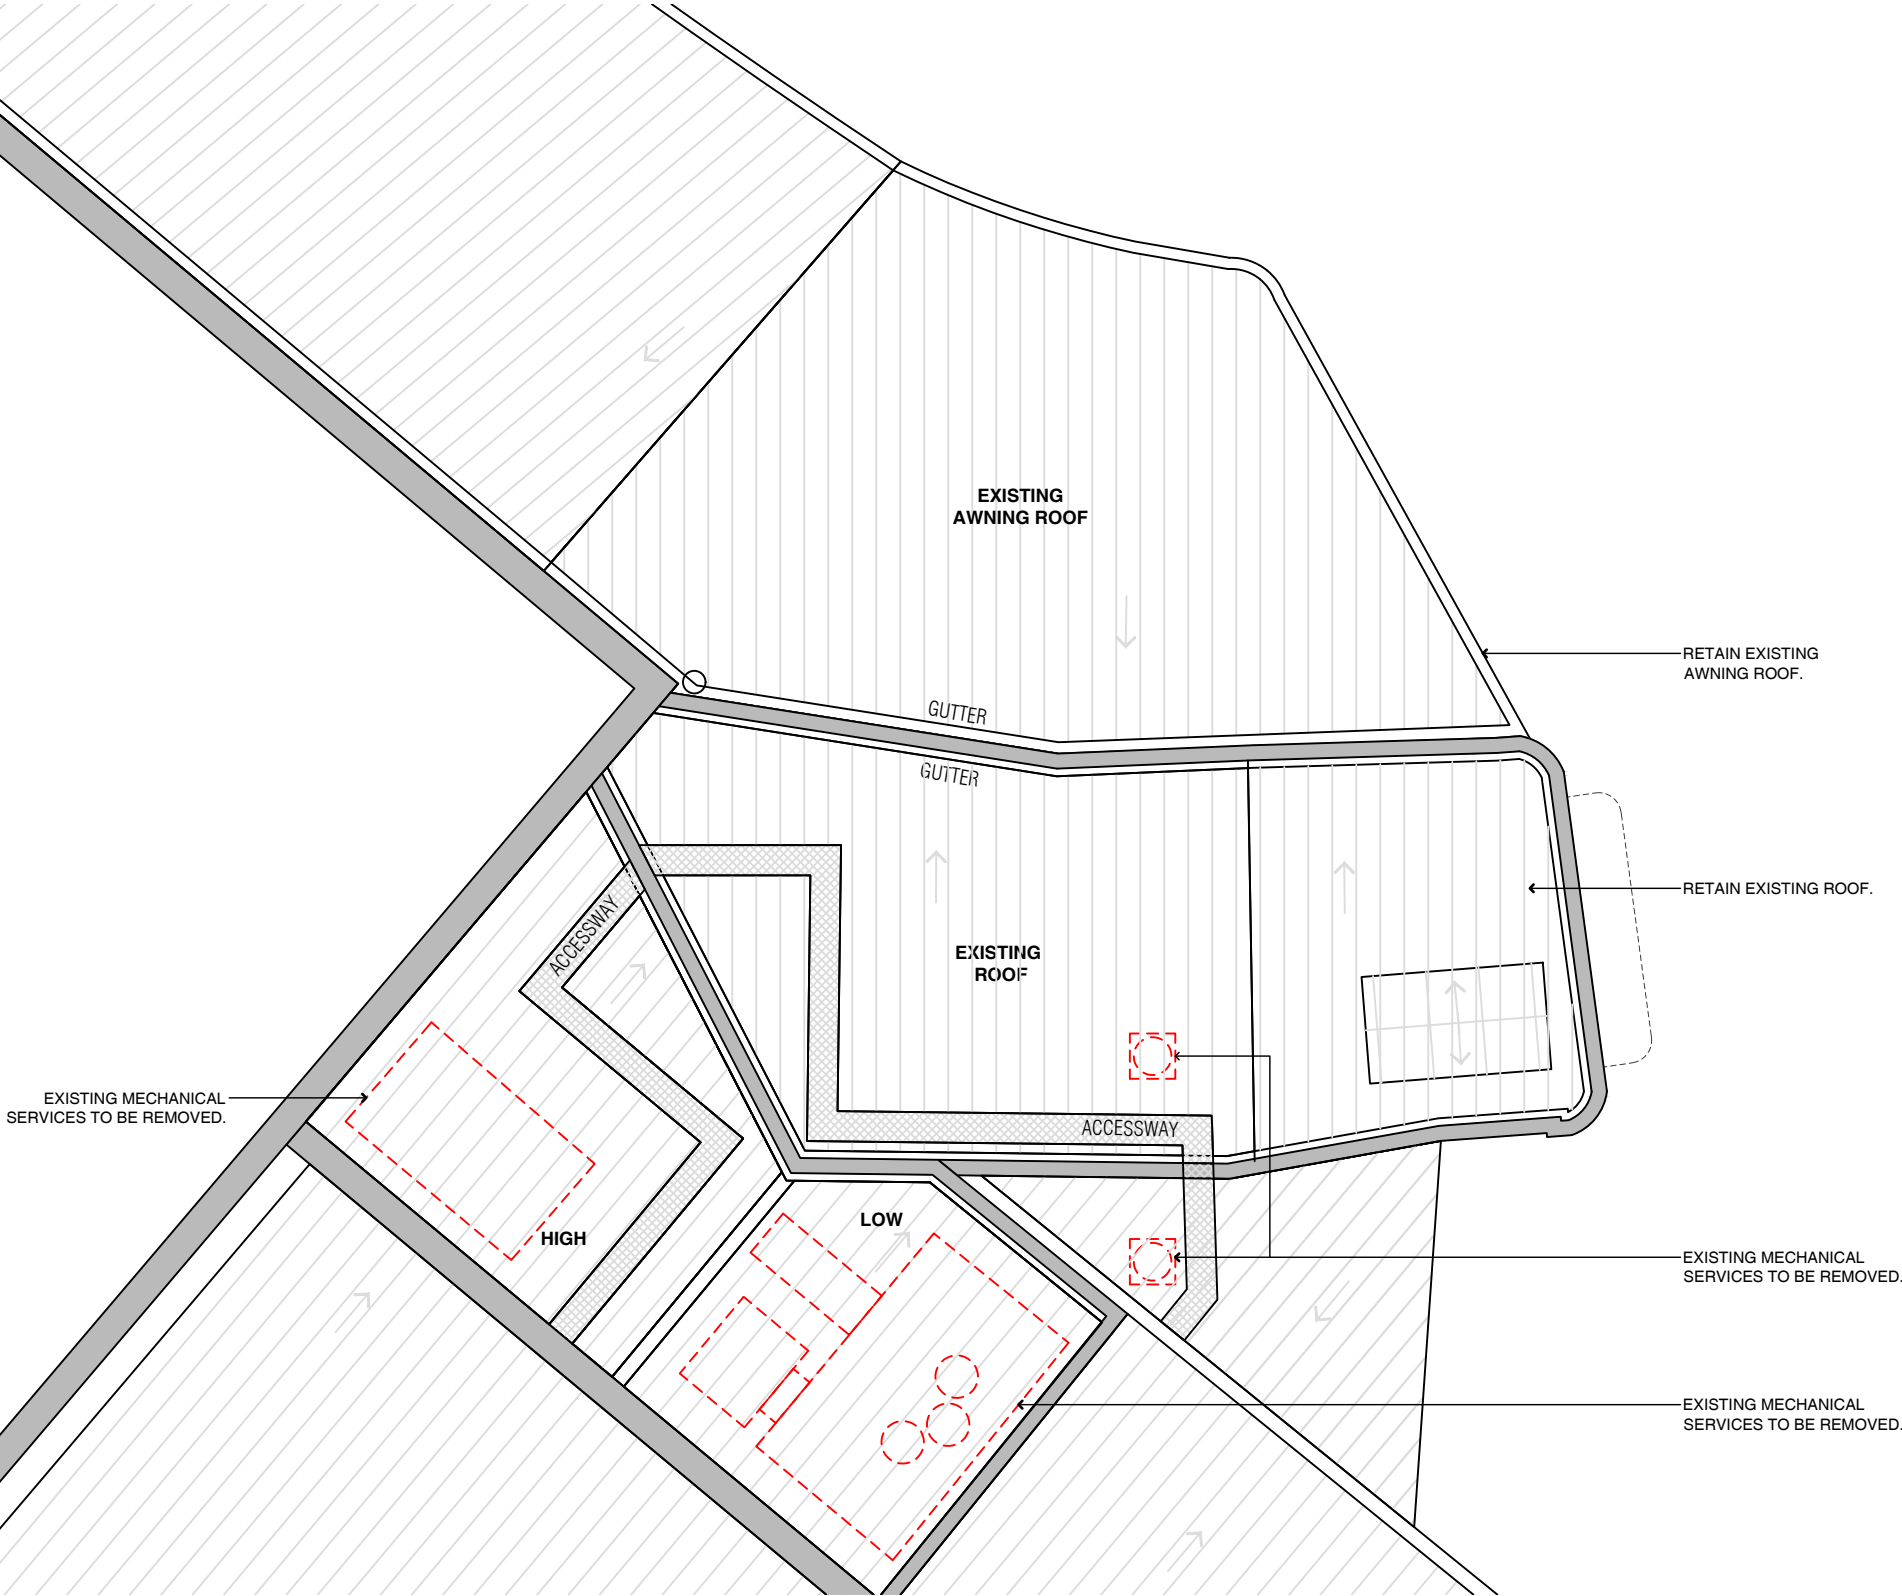 EXISTING
AWNING ROOF
RETAIN EXISTING
AWNING ROOF.
GUTTER
GUTTER
RETAIN EXISTING ROOF.
ACCESSWAY
EXISTING
ROOF
EXISTING MECHANICAL
SERVICES TO BE REMOVED.
ACCESSWAY
LOW
HIGH
EXISTING MECHANICAL
SERVICES TO BE REMOVED.
EXISTING MECHANICAL
SERVICES TO BE REMOVED.